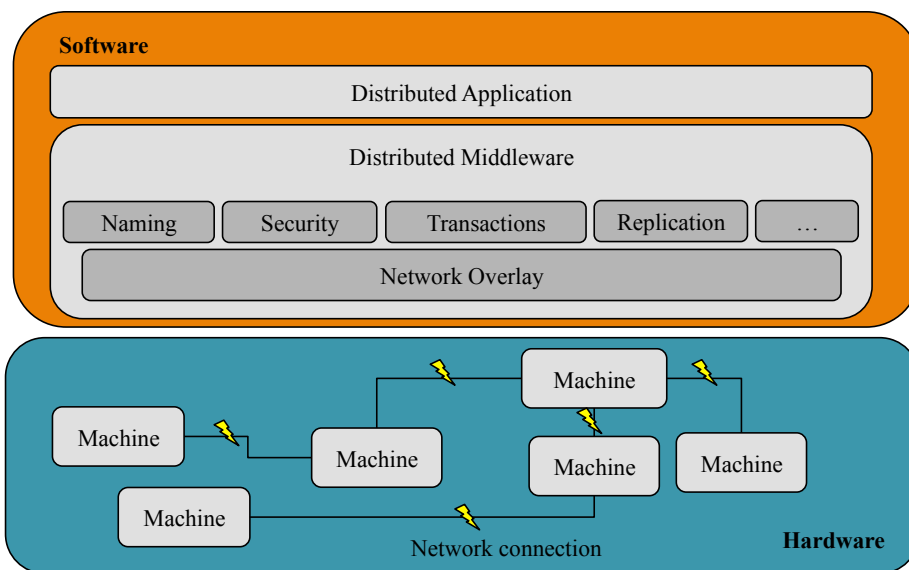 Software
Distributed Application
Distributed Middleware
Naming
Security
Transactions
Replication
…
Network Overlay
Machine
Machine
Machine
Machine
Machine
Machine
Network connection
Hardware